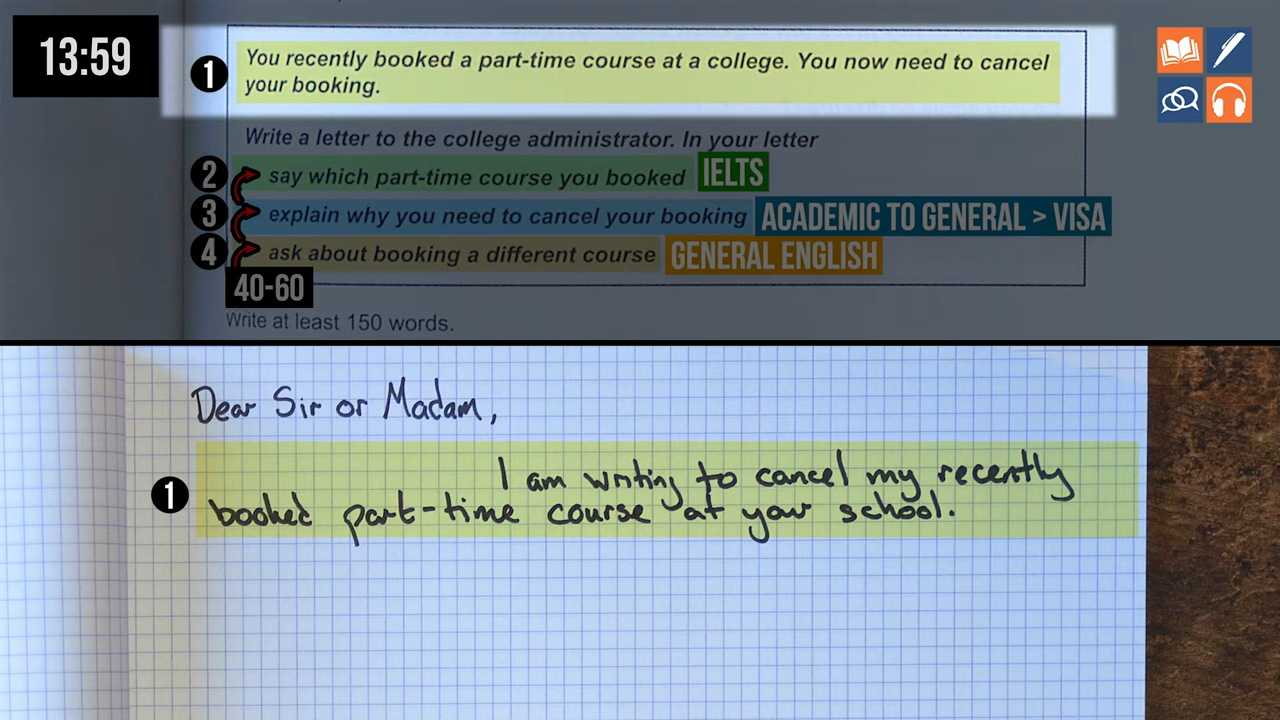 13:59
1 You recently booked a part-time course at a college. You now need to cancel
your booking.
Write a letter to the college administrator. In your letter
2 say which part-time course you booked IELTS
3 explain why you need to cancel your booking ACADEMIC TO GENERAL > VISA
4 ask about booking a different course GENERAL ENGLISH
40-60
Write at least 150 words.
Dear Sir or Madam,
1 I am writing to cancel my recently
booked part-time course at your school.